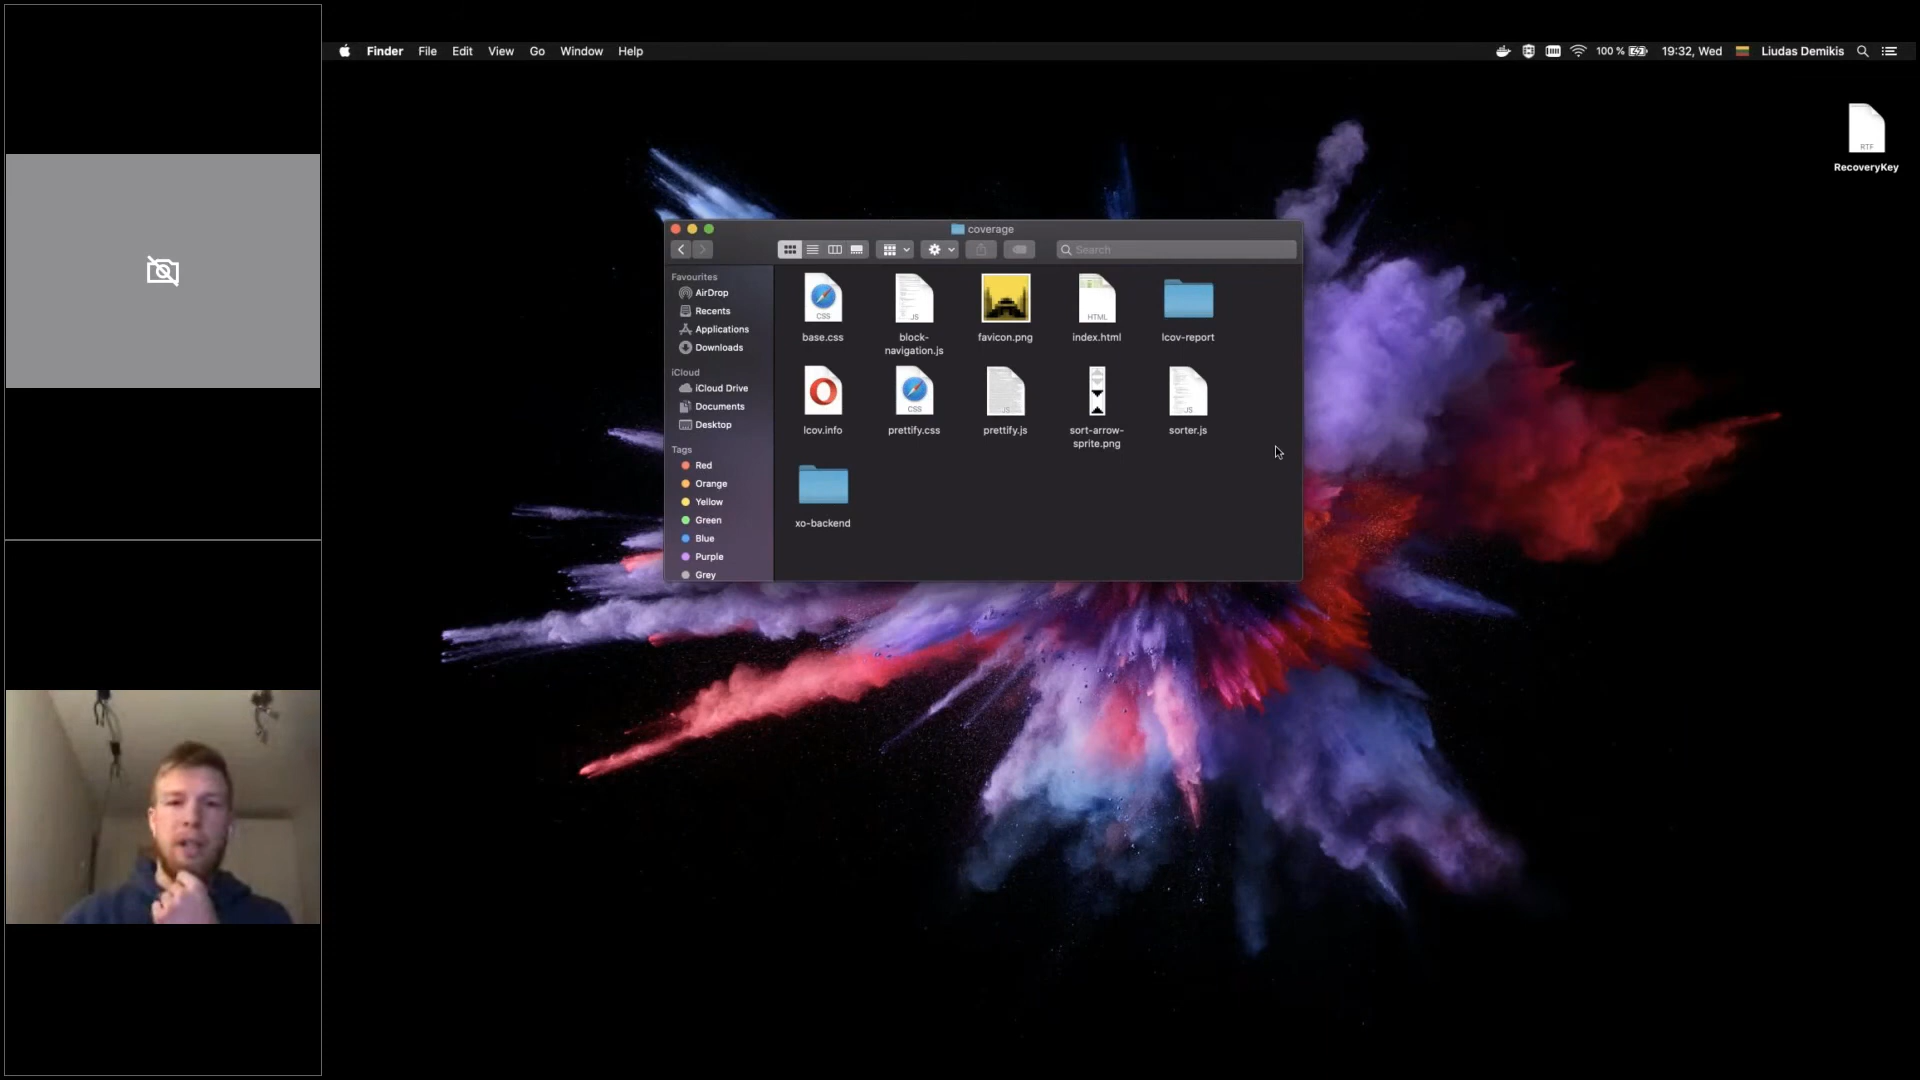 Finder File Edit View Go Window Help
100 % 19:32, Wed Liudas Demikis
RTF
RecoveryKey
coverage
Search
Favourites
AirDrop
Recents
Applications
Downloads
iCloud
iCloud Drive
Documents
Desktop
Tags
Red
Orange
Yellow
Green
Blue
Purple
Grey
CSS
base.css
JS
block-
navigation.js
favicon.png
HTML
index.html
lcov-report
lcov.info
CSS
prettify.css
JS
prettify.js
sort-arrow-
sprite.png
JS
sorter.js
xo-backend